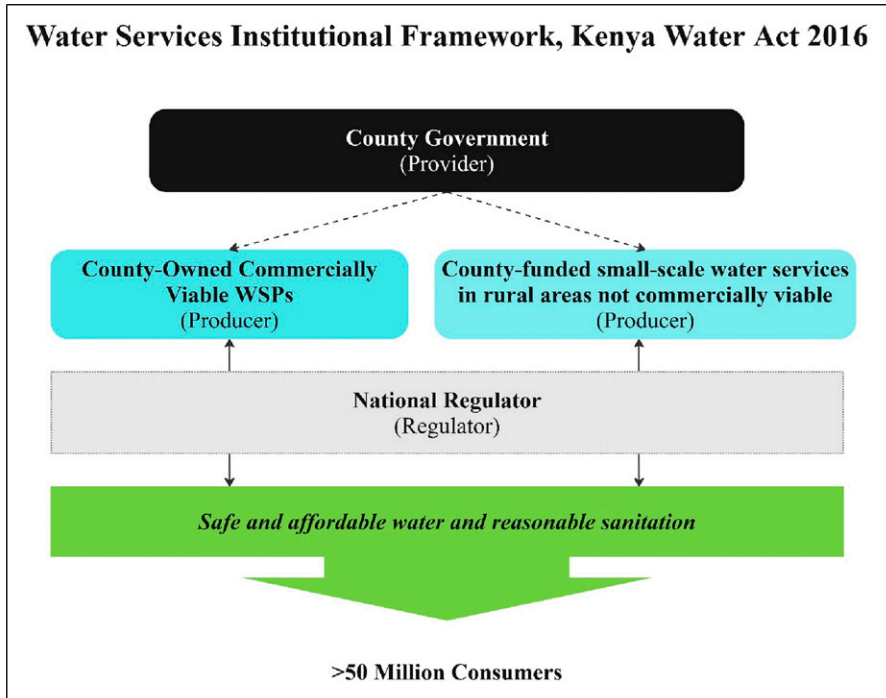 Water Services Institutional Framework, Kenya Water Act 2016
County Government
(Provider)
County-Owned Commercially
Viable WSPs
(Producer)
County-funded small-scale water services
in rural areas not commercially viable
(Producer)
National Regulator
(Regulator)
Safe and affordable water and reasonable sanitation
>50 Million Consumers